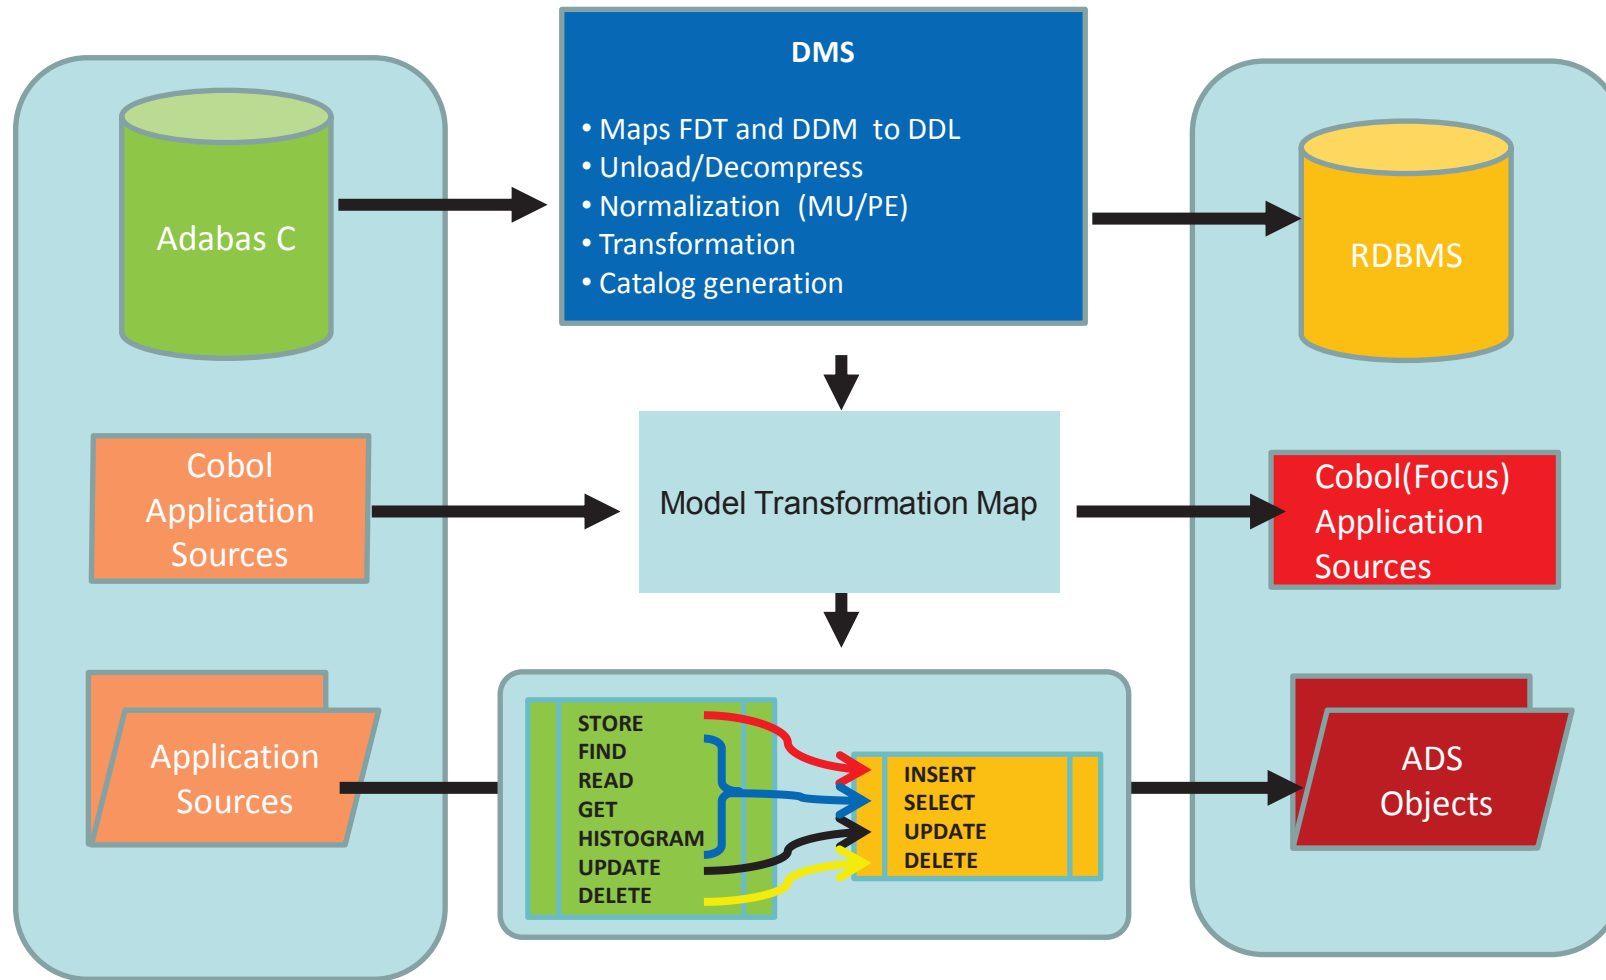 DMS
• Maps FDT and DDM to DDL
• Unload/Decompress
• Normalization (MU/PE)
• Transformation
• Catalog generation
Adabas C
RDBMS
Cobol
Application
Sources
Model Transformation Map
Cobol(Focus)
Application
Sources
Application
Sources
STORE
FIND
READ
GET
HISTOGRAM
UPDATE
DELETE
INSERT
SELECT
UPDATE
DELETE
ADS
Objects